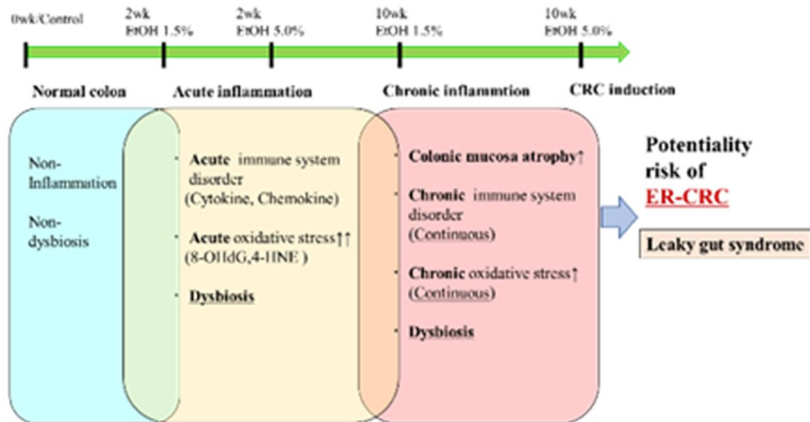 0wk/Control
2wk
EtOH 1.5%
2wk
EtOH 5.0%
10wk
EtOH 1.5%
10wk
EtOH 5.0%
Normal colon
Acute inflammation
Chronic inflammtion
CRC induction
Non-
Inflammation
Non-
dysbiosis
· Acute immune system
disorder
(Cytokine, Chemokine)
· Acute oxidative stress↑↑
(8-OHdG,4-HNE )
· Dysbiosis
· Colonic mucosa atrophy↑
· Chronic immune system
disorder
(Continuous)
· Chronic oxidative stress↑
(Continuous)
· Dysbiosis
Potentiality
risk of
ER-CRC
Leaky gut syndrome